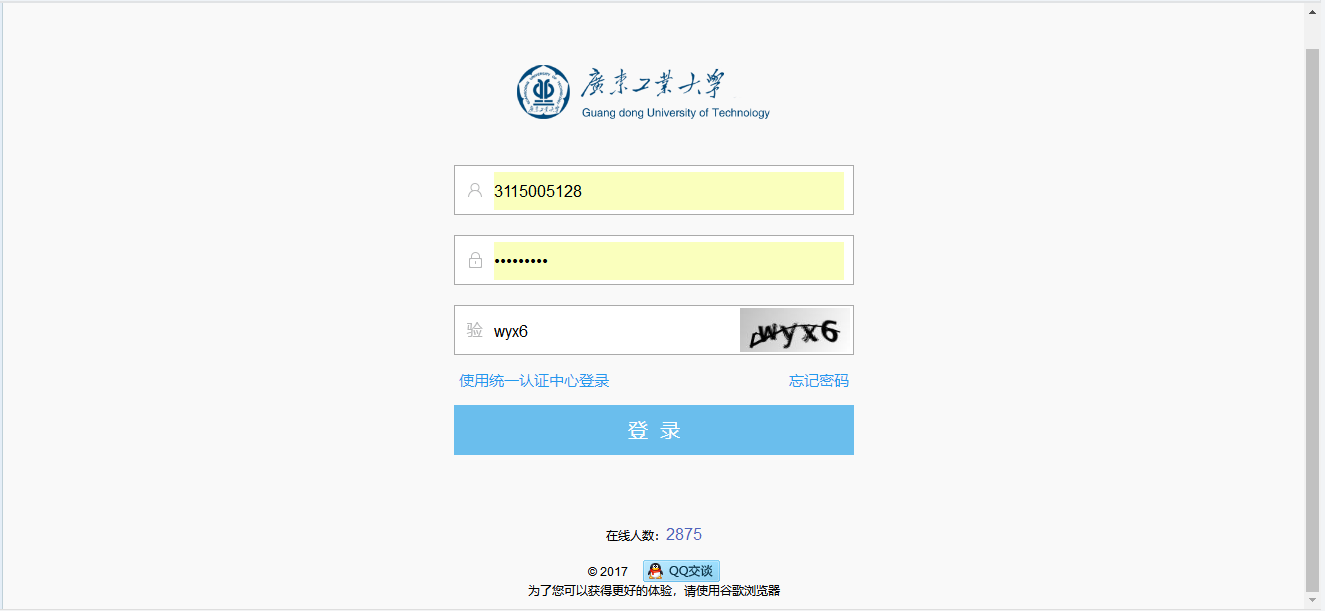 廣東工業大學
Guang dong University of Technology
3115005128
•••••••••
验 wyx6 wyx6
使用统一认证中心登录 忘记密码
登 录
在线人数：2875
© 2017 QQ交谈
为了您可以获得更好的体验，请使用谷歌浏览器